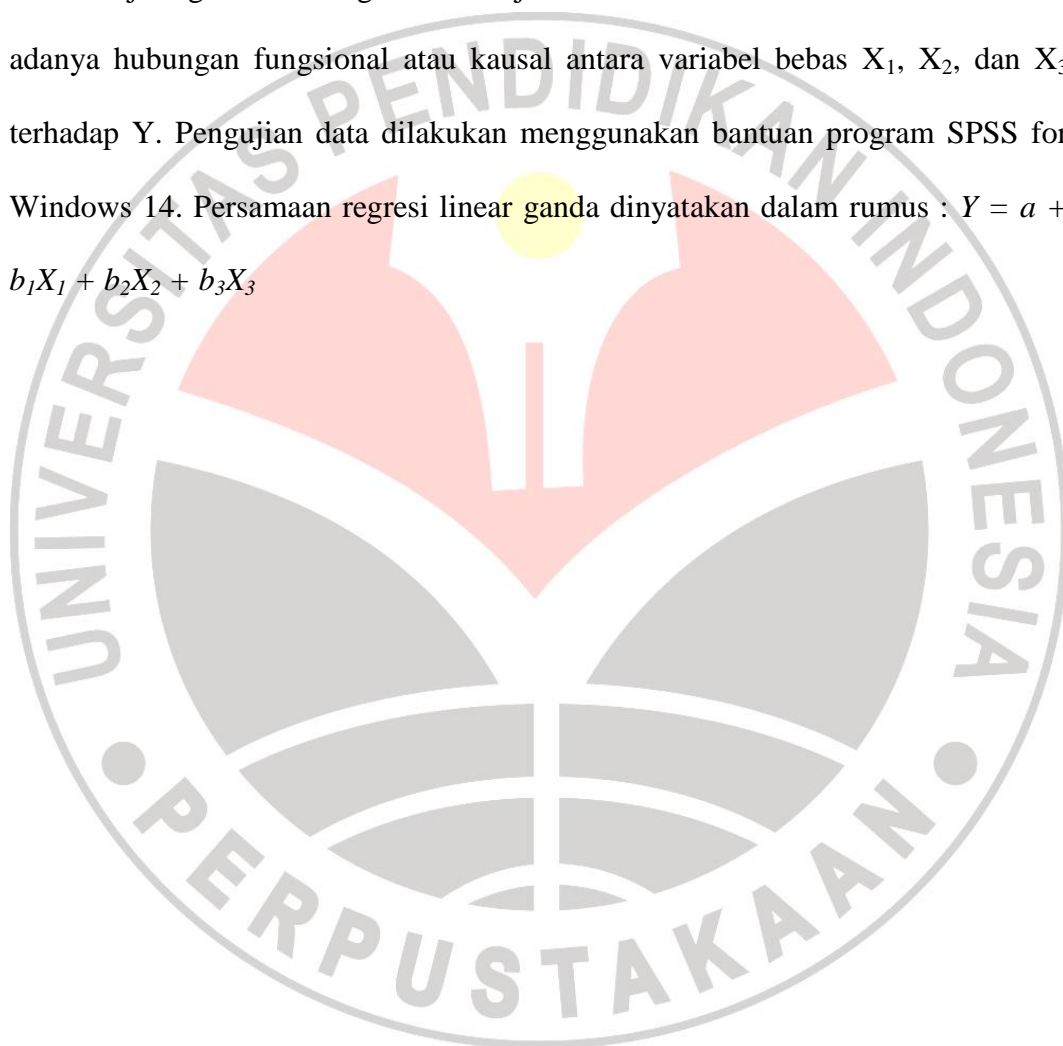 adanya hubungan fungsional atau kausal antara variabel bebas X₁, X₂, dan X₃
terhadap Y. Pengujian data dilakukan menggunakan bantuan program SPSS for
Windows 14. Persamaan regresi linear ganda dinyatakan dalam rumus : Y = a +
b₁X₁ + b₂X₂ + b₃X₃
UNIVERSITAS PENDIDIKAN INDONESIA
PERPUSTAKAAN